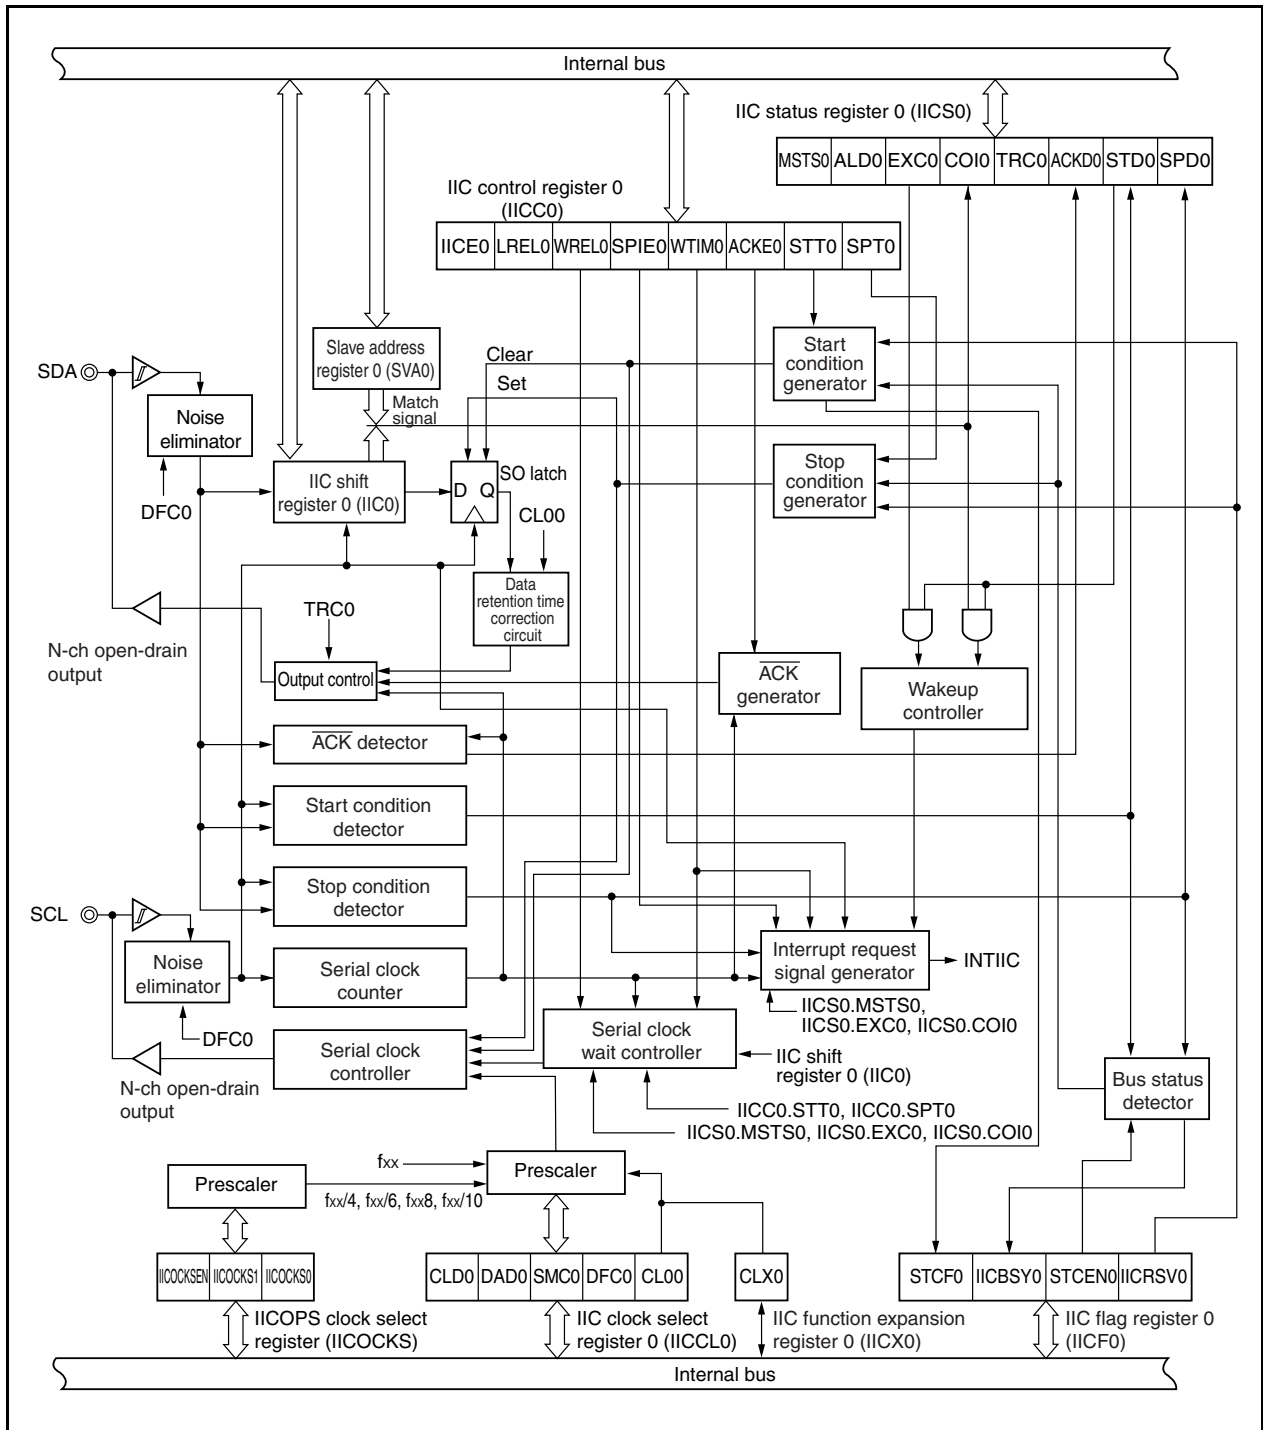 Internal bus
IIC status register 0 (IICS0)
MSTS0 ALD0 EXC0 COI0 TRC0 ACKD0 STD0 SPD0
IIC control register 0
(IICC0)
IICE0 LREL0 WREL0 SPIE0 WTIM0 ACKE0 STT0 SPT0
Slave address
register 0 (SVA0)
Clear
Start
condition
generator
SDA
Set
Noise
eliminator
Match
signal
Stop
condition
generator
IIC shift
register 0 (IIC0)
D Q
SO latch
DFC0
CL00
Data
retention time
correction
circuit
TRC0
N-ch open-drain
output
Output control
ACK
generator
Wakeup
controller
ACK detector
Start condition
detector
Stop condition
detector
SCL
Noise
eliminator
Serial clock
counter
Interrupt request
signal generator
INTIIC
IICS0.MSTS0,
IICS0.EXC0, IICS0.COI0
DFC0
Serial clock
controller
Serial clock
wait controller
IIC shift
register 0 (IIC0)
N-ch open-drain
output
Bus status
detector
IICC0.STT0, IICC0.SPT0
IICS0.MSTS0, IICS0.EXC0, IICS0.COI0
fxx
Prescaler
Prescaler
fxx/4, fxx/6, fxx8, fxx/10
IICOCKSEN IICOCKS1 IICOCKS0
CLD0 DAD0 SMC0 DFC0 CL00
CLX0
STCF0 IICBSY0 STCEN0 IICRSV0
IICOPS clock select
register (IICOCKS)
IIC clock select
register 0 (IICCL0)
IIC function expansion
register 0 (IICX0)
IIC flag register 0
(IICF0)
Internal bus